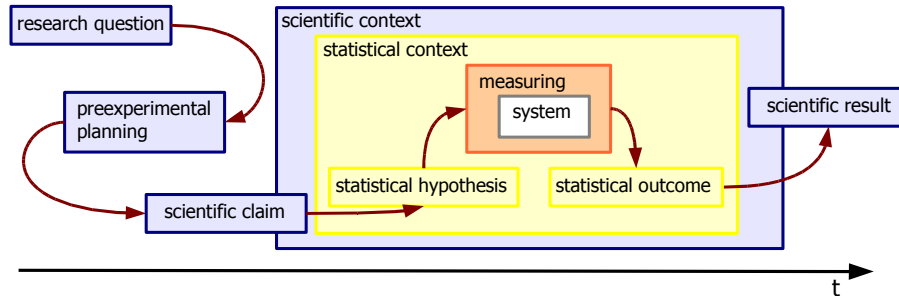 research question
scientific context
statistical context
measuring
system
preexperimental
planning
scientific result
statistical hypothesis
statistical outcome
scientific claim
t